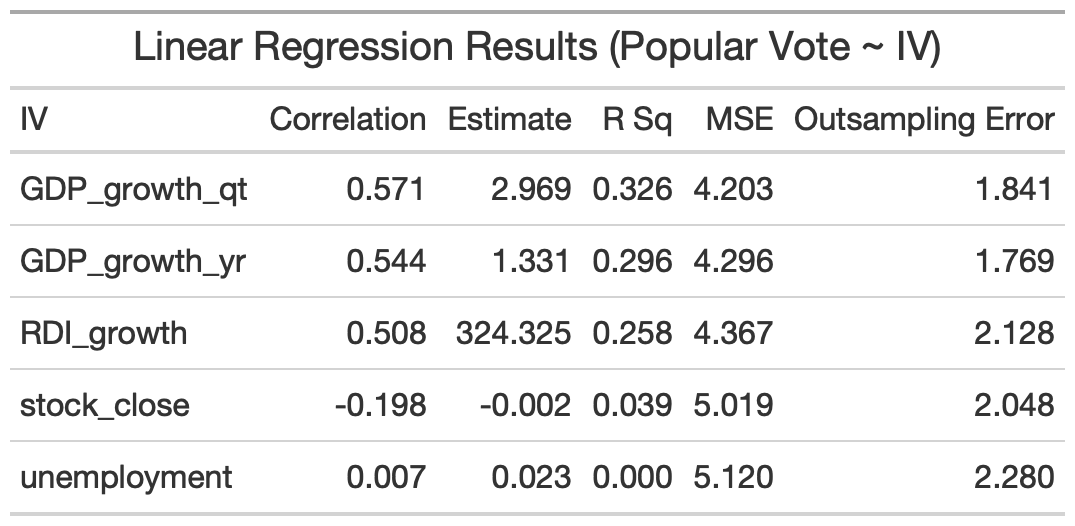 Linear Regression Results (Popular Vote ~ IV)
IV Correlation Estimate R Sq MSE Outsampling Error
GDP_growth_qt 0.571 2.969 0.326 4.203 1.841
GDP_growth_yr 0.544 1.331 0.296 4.296 1.769
RDI_growth 0.508 324.325 0.258 4.367 2.128
stock_close -0.198 -0.002 0.039 5.019 2.048
unemployment 0.007 0.023 0.000 5.120 2.280